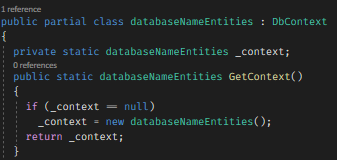 1 reference
public partial class databaseNameEntities : DbContext
{
private static databaseNameEntities _context;
0 references
public static databaseNameEntities GetContext()
{
if (_context == null)
_context = new databaseNameEntities();
return _context;
}